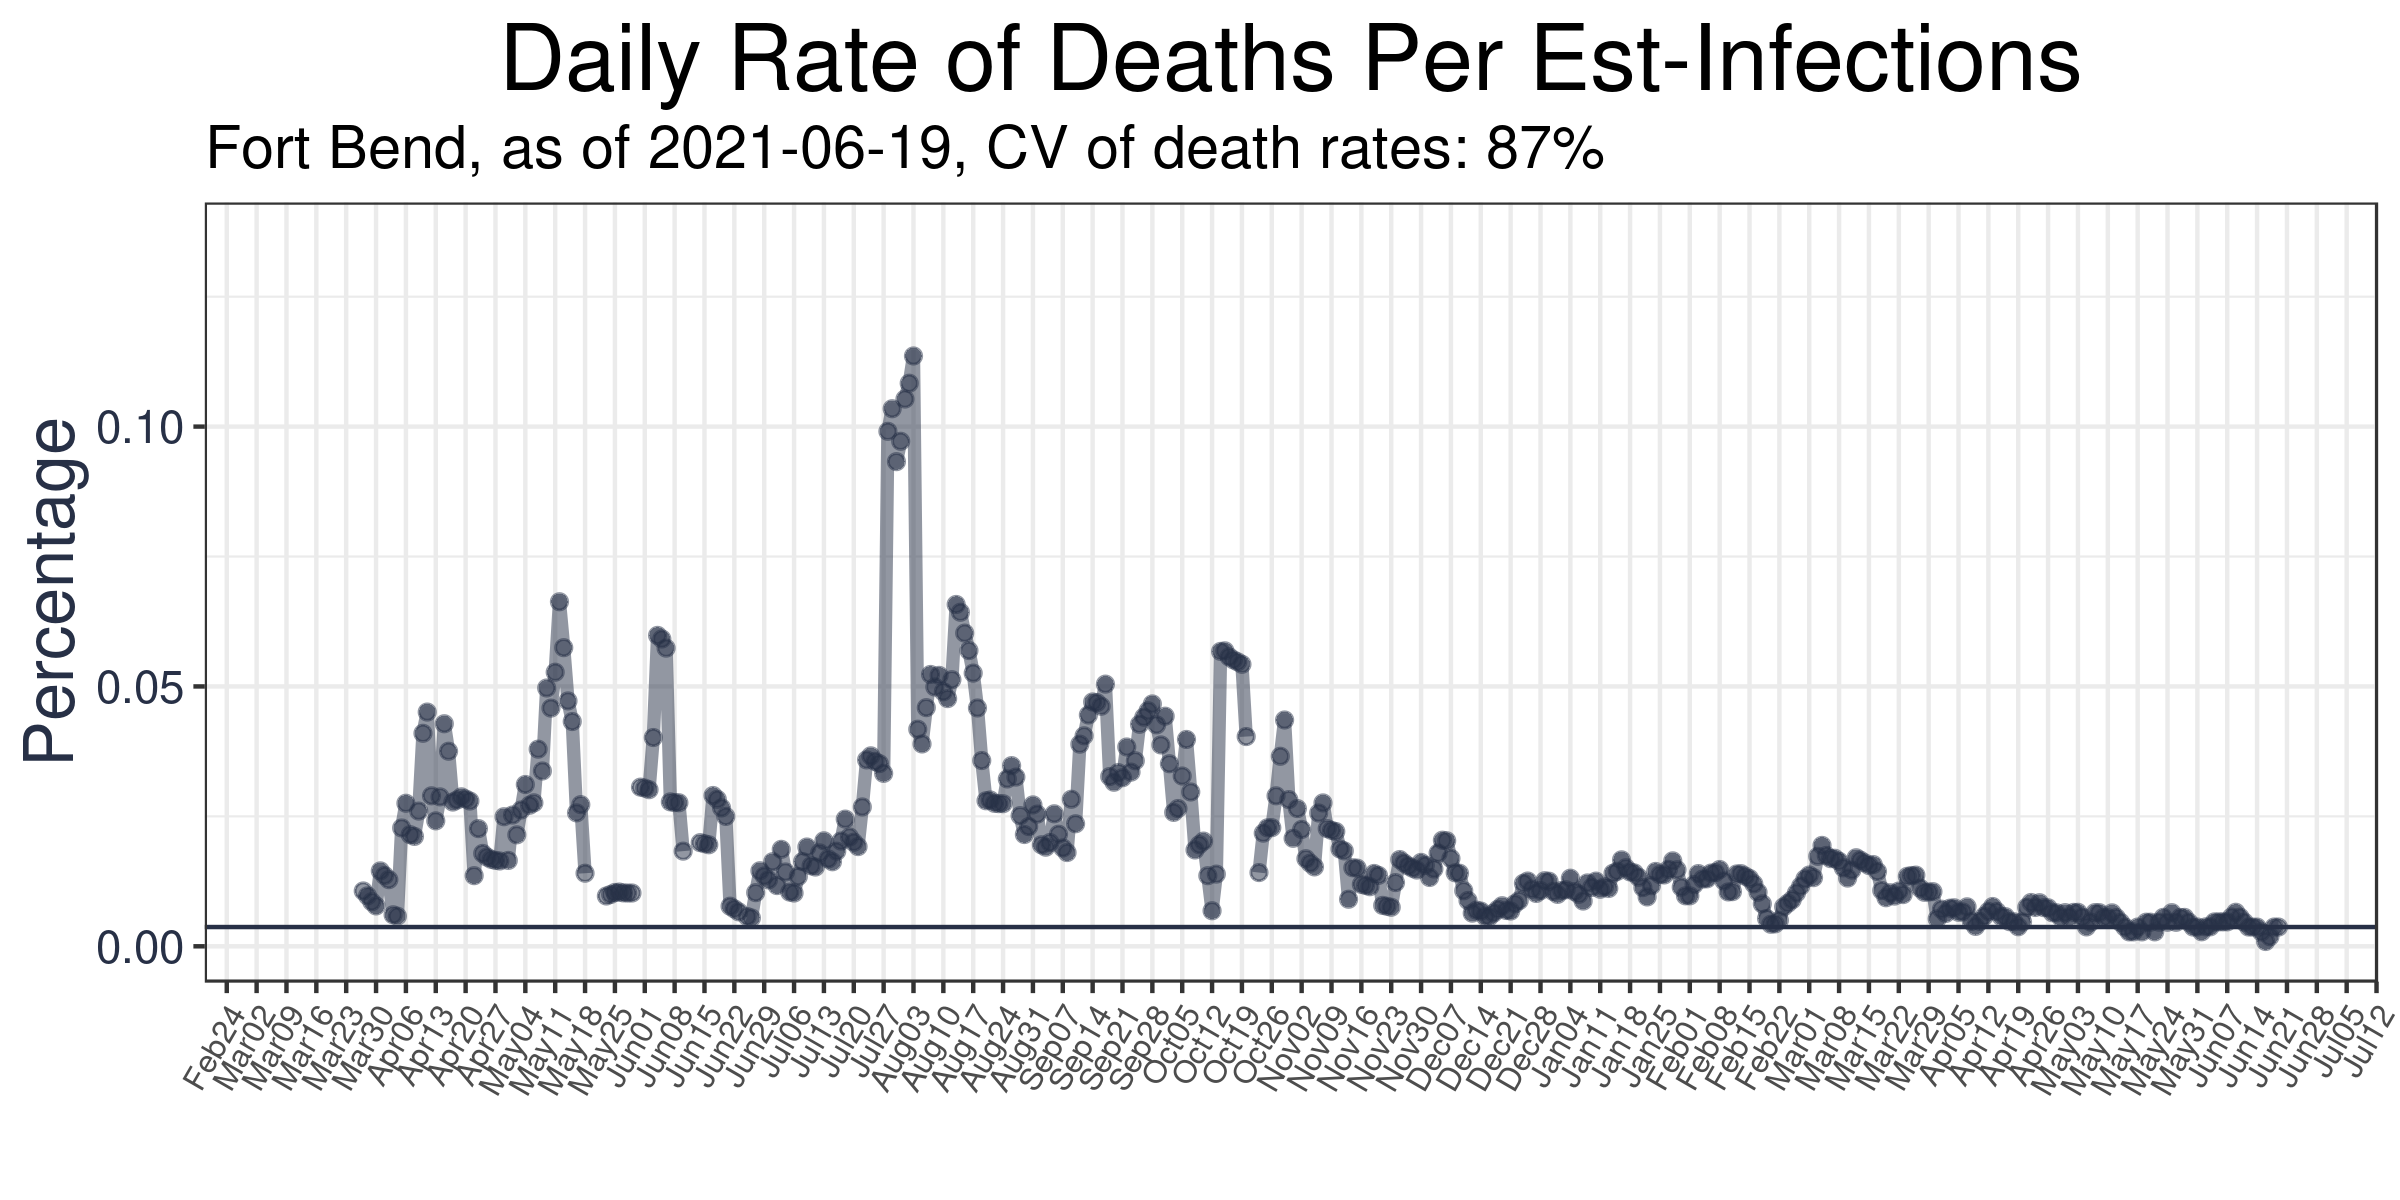 Daily Rate of Deaths Per Est-Infections
Fort Bend, as of 2021-06-19, CV of death rates: 87%
Percentage
0.10
0.05
0.00
Feb24
Mar02
Mar09
Mar16
Mar23
Mar30
Apr06
Apr13
Apr20
Apr27
May04
May11
May18
May25
Jun01
Jun08
Jun15
Jun22
Jun29
Jul06
Jul13
Jul20
Jul27
Aug03
Aug10
Aug17
Aug24
Aug31
Sep07
Sep14
Sep21
Sep28
Oct05
Oct12
Oct19
Oct26
Nov02
Nov09
Nov16
Nov23
Nov30
Dec07
Dec14
Dec21
Dec28
Jan04
Jan11
Jan18
Jan25
Feb01
Feb08
Feb15
Feb22
Mar01
Mar08
Mar15
Mar22
Mar29
Apr05
Apr12
Apr19
Apr26
May03
May10
May17
May24
May31
Jun07
Jun14
Jun21
Jun28
Jul05
Jul12